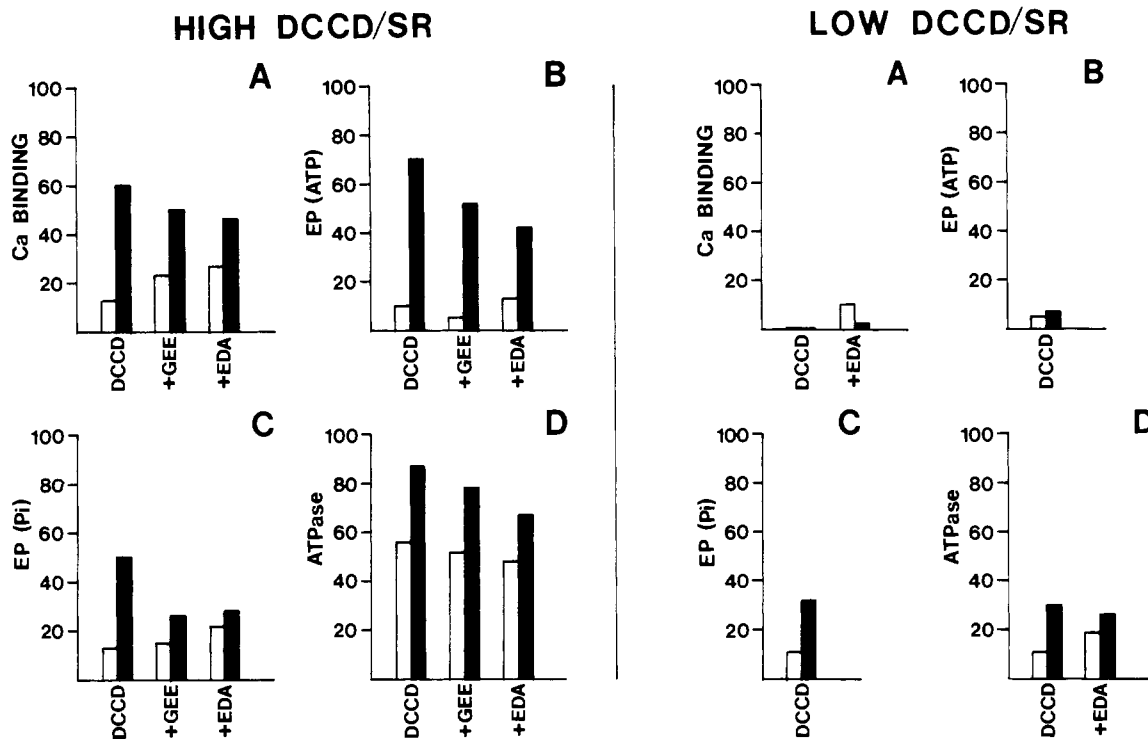 HIGH DCCD/SR
LOW DCCD/SR
A
Ca BINDING
100
80
60
40
20
DCCD
+GEE
+EDA
B
EP (ATP)
100
80
60
40
20
DCCD
+GEE
+EDA
A
Ca BINDING
100
80
60
40
20
DCCD
+EDA
B
EP (ATP)
100
80
60
40
20
DCCD
C
EP (Pi)
100
80
60
40
20
DCCD
+GEE
+EDA
D
ATPase
100
80
60
40
20
DCCD
+GEE
+EDA
C
EP (Pi)
100
80
60
40
20
DCCD
D
ATPase
100
80
60
40
20
DCCD
+EDA